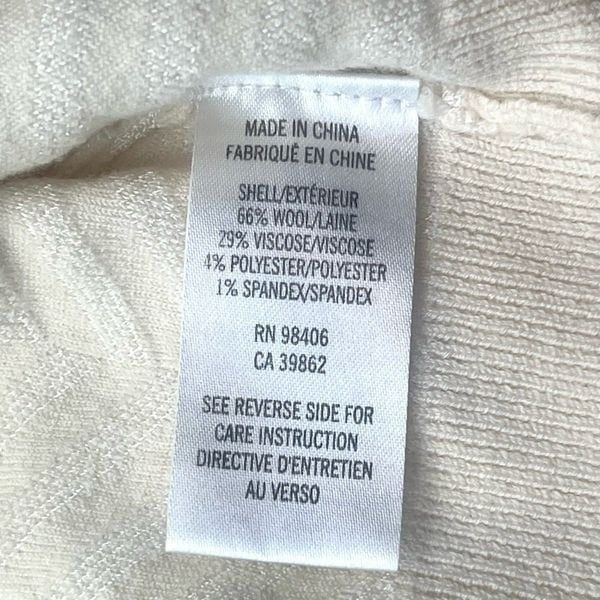 MADE IN CHINA
FABRIQUÉ EN CHINE
SHELL/EXTÉRIEUR
66% WOOL/LAINE
29% VISCOSE/VISCOSE
4% POLYESTER/POLYESTER
1% SPANDEX/SPANDEX
RN 98406
CA 39862
SEE REVERSE SIDE FOR
CARE INSTRUCTION
DIRECTIVE D'ENTRETIEN
AU VERSO